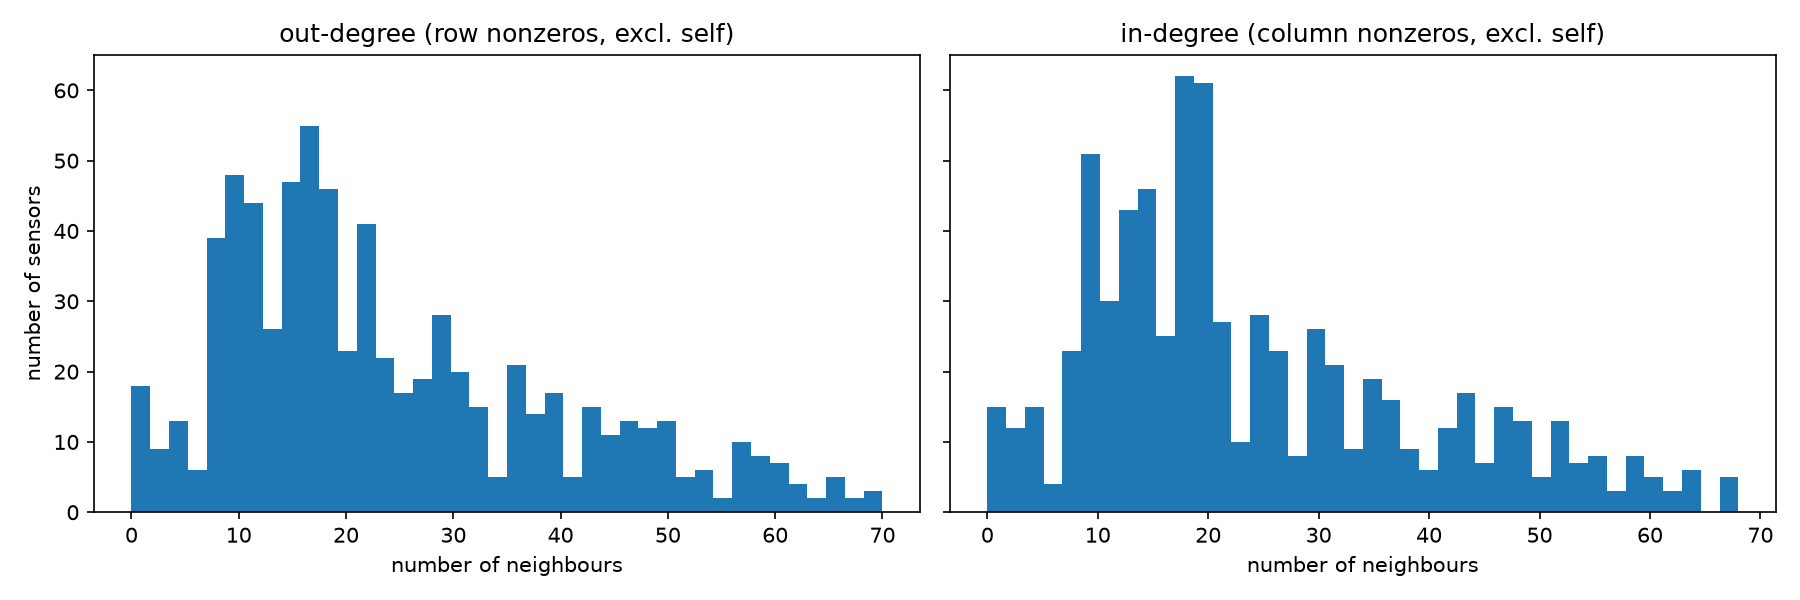 out-degree (row nonzeros, excl. self)
in-degree (column nonzeros, excl. self)
number of sensors
60
50
40
30
20
10
0
0 10 20 30 40 50 60 70
0 10 20 30 40 50 60 70
number of neighbours
number of neighbours